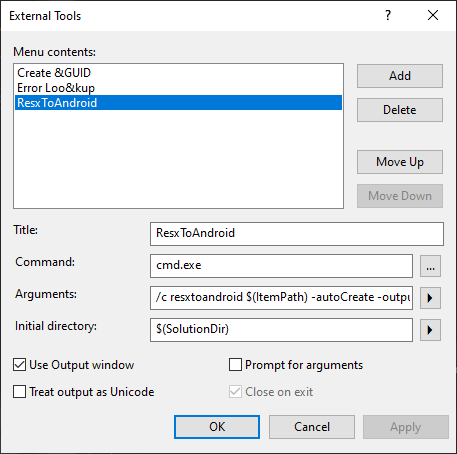 External Tools
?
Menu contents:
Create &GUID
Error Loo&kup
ResxToAndroid
Add
Delete
Move Up
Move Down
Title: ResxToAndroid
Command: cmd.exe ...
Arguments: /c resxtoandroid $(ItemPath) -autoCreate -outpu
Initial directory: $(SolutionDir)
Use Output window Prompt for arguments
Treat output as Unicode Close on exit
OK Cancel Apply